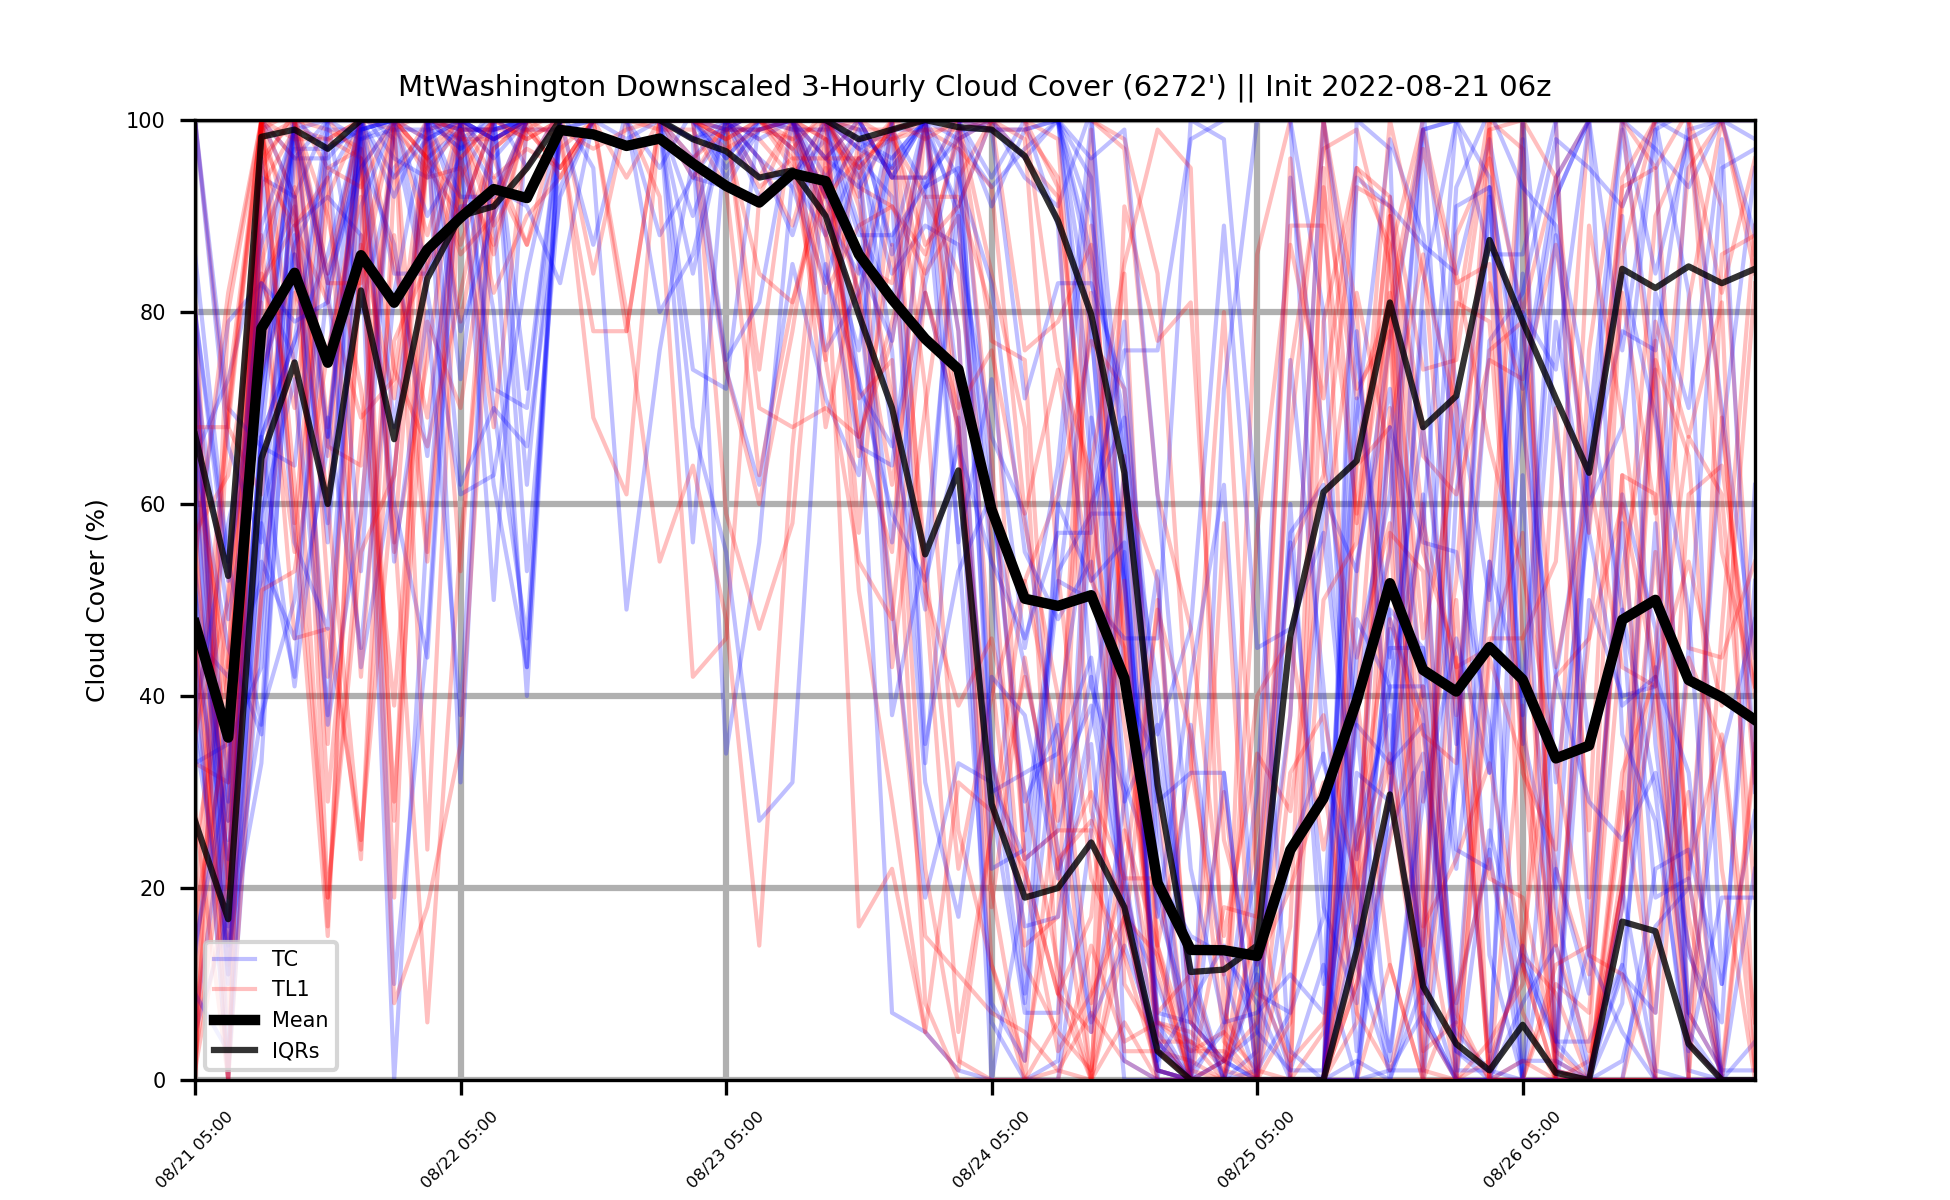 MtWashington Downscaled 3-Hourly Cloud Cover (6272') || Init 2022-08-21 06z
Cloud Cover (%)
100
80
60
40
20
0
TC
TL1
Mean
IQRs
08/21 05:00
08/22 05:00
08/23 05:00
08/24 05:00
08/25 05:00
08/26 05:00